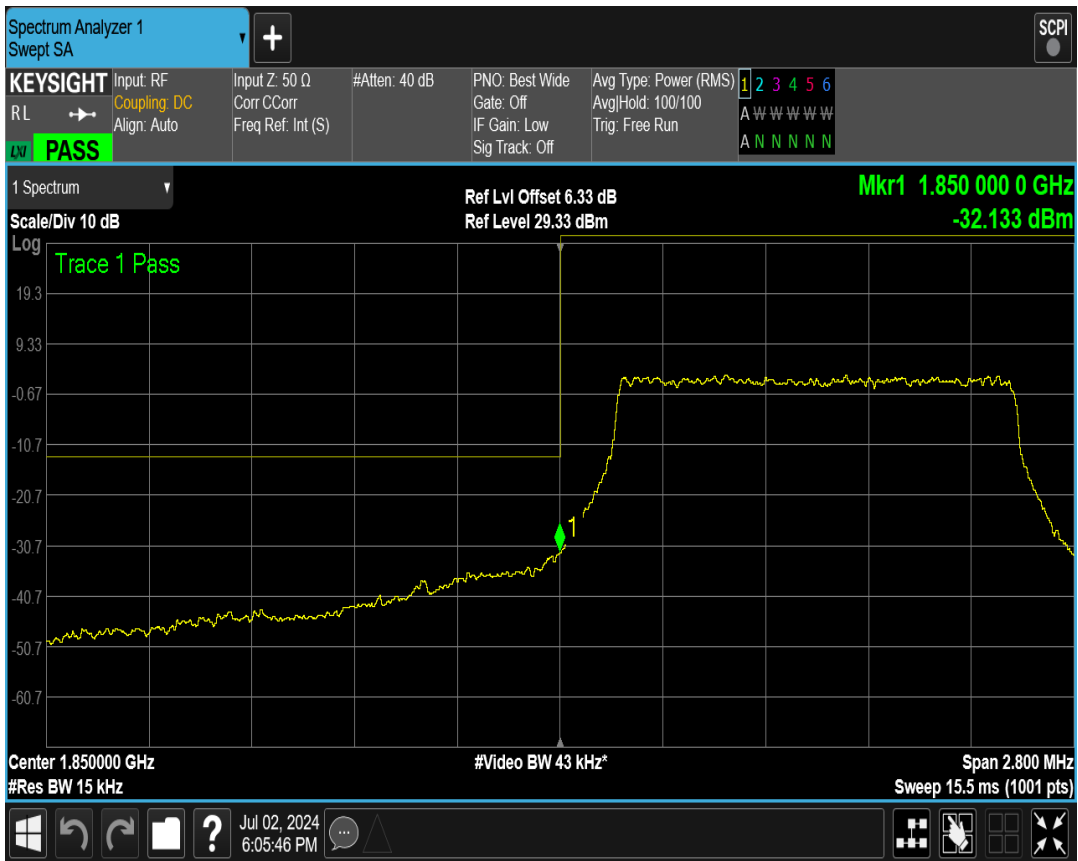 Spectrum Analyzer 1
Swept SA
+
SCPI
KEYSIGHT
RL
LXI PASS
Input: RF
Coupling: DC
Align: Auto
Input Z: 50 Ω
Corr CCorr
Freq Ref: Int (S)
#Atten: 40 dB
PNO: Best Wide
Gate: Off
IF Gain: Low
Sig Track: Off
Avg Type: Power (RMS)
Avg|Hold: 100/100
Trig: Free Run
1 2 3 4 5 6
A W W W W W
A N N N N N
1 Spectrum
Scale/Div 10 dB
Ref Lvl Offset 6.33 dB
Ref Level 29.33 dBm
Mkr1 1.850 000 0 GHz
-32.133 dBm
Log
Trace 1 Pass
19.3
9.33
-0.67
-10.7
-20.7
1
-30.7
-40.7
-50.7
-60.7
Center 1.850000 GHz
#Res BW 15 kHz
#Video BW 43 kHz*
Span 2.800 MHz
Sweep 15.5 ms (1001 pts)
?
Jul 02, 2024
6:05:46 PM